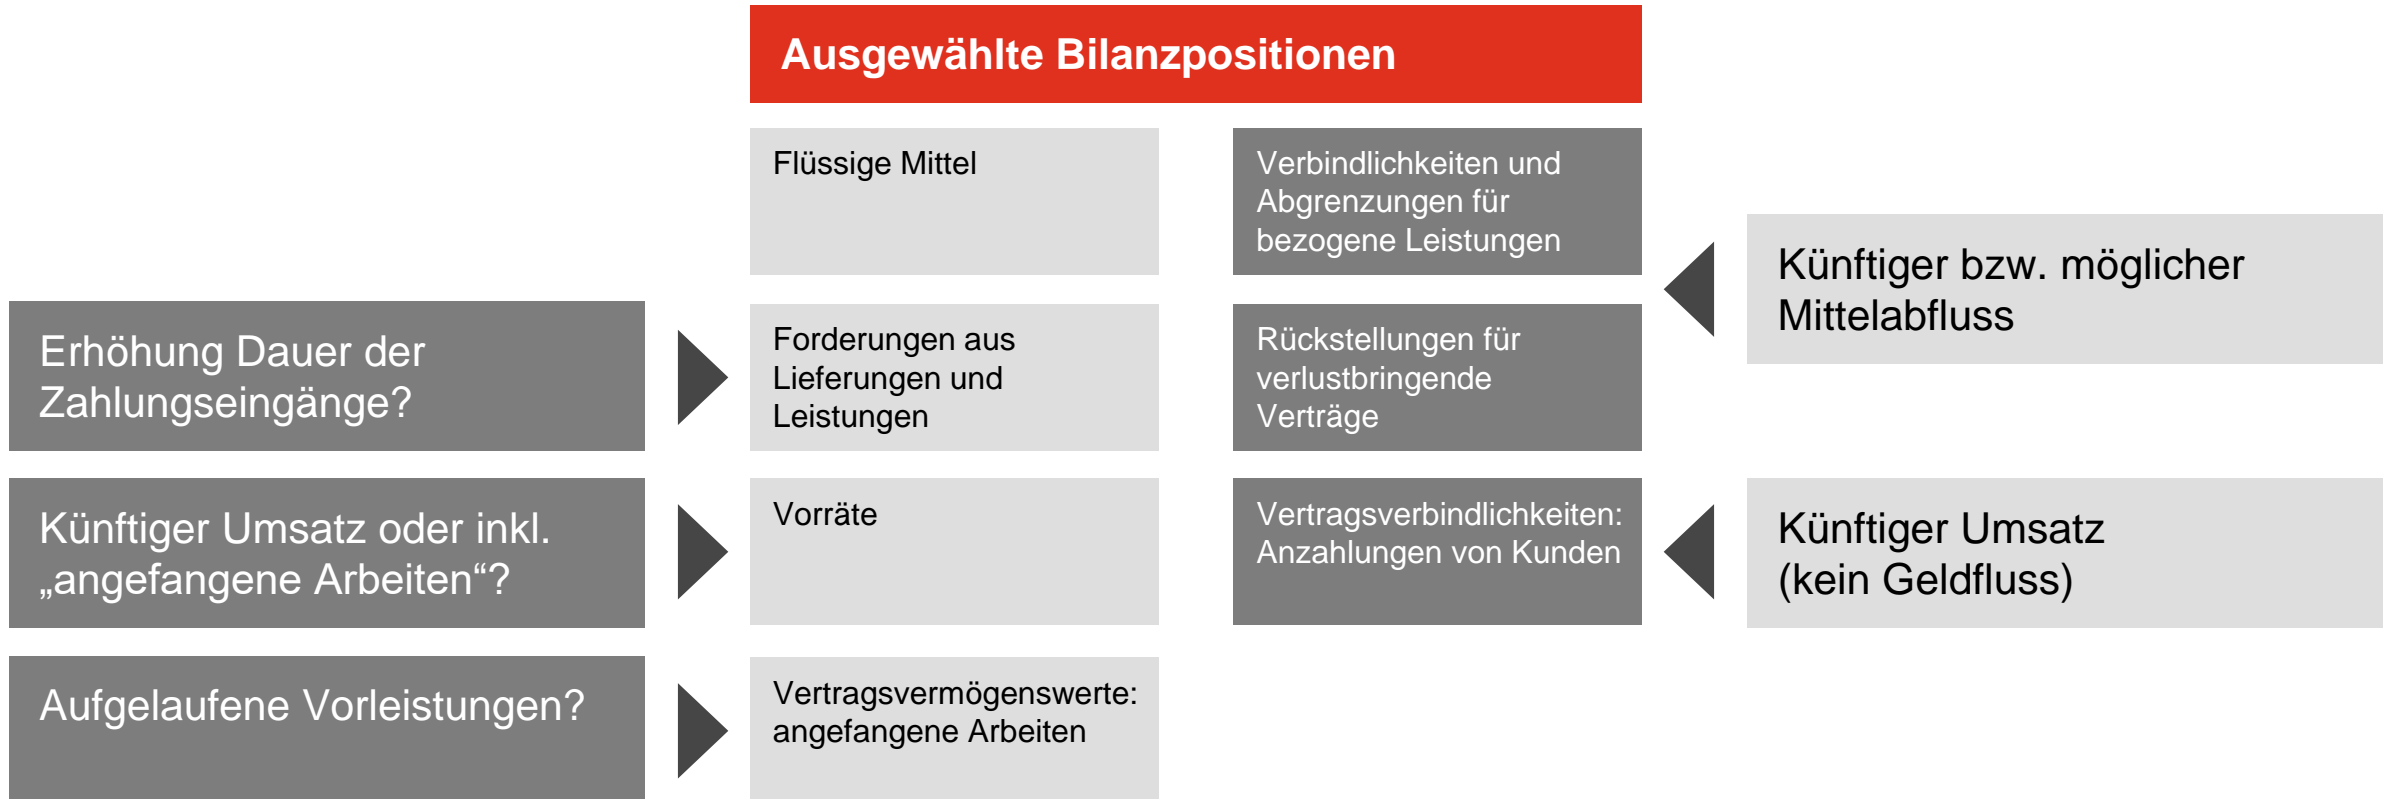 Ausgewählte Bilanzpositionen
Flüssige Mittel
Verbindlichkeiten und
Abgrenzungen für
bezogene Leistungen
Künftiger bzw. möglicher
Mittelabfluss
Erhöhung Dauer der
Zahlungseingänge?
Forderungen aus
Lieferungen und
Leistungen
Rückstellungen für
verlustbringende
Verträge
Künftiger Umsatz oder inkl.
„angefangene Arbeiten“?
Vorräte
Vertragsverbindlichkeiten:
Anzahlungen von Kunden
Künftiger Umsatz
(kein Geldfluss)
Aufgelaufene Vorleistungen?
Vertragsvermögenswerte:
angefangene Arbeiten